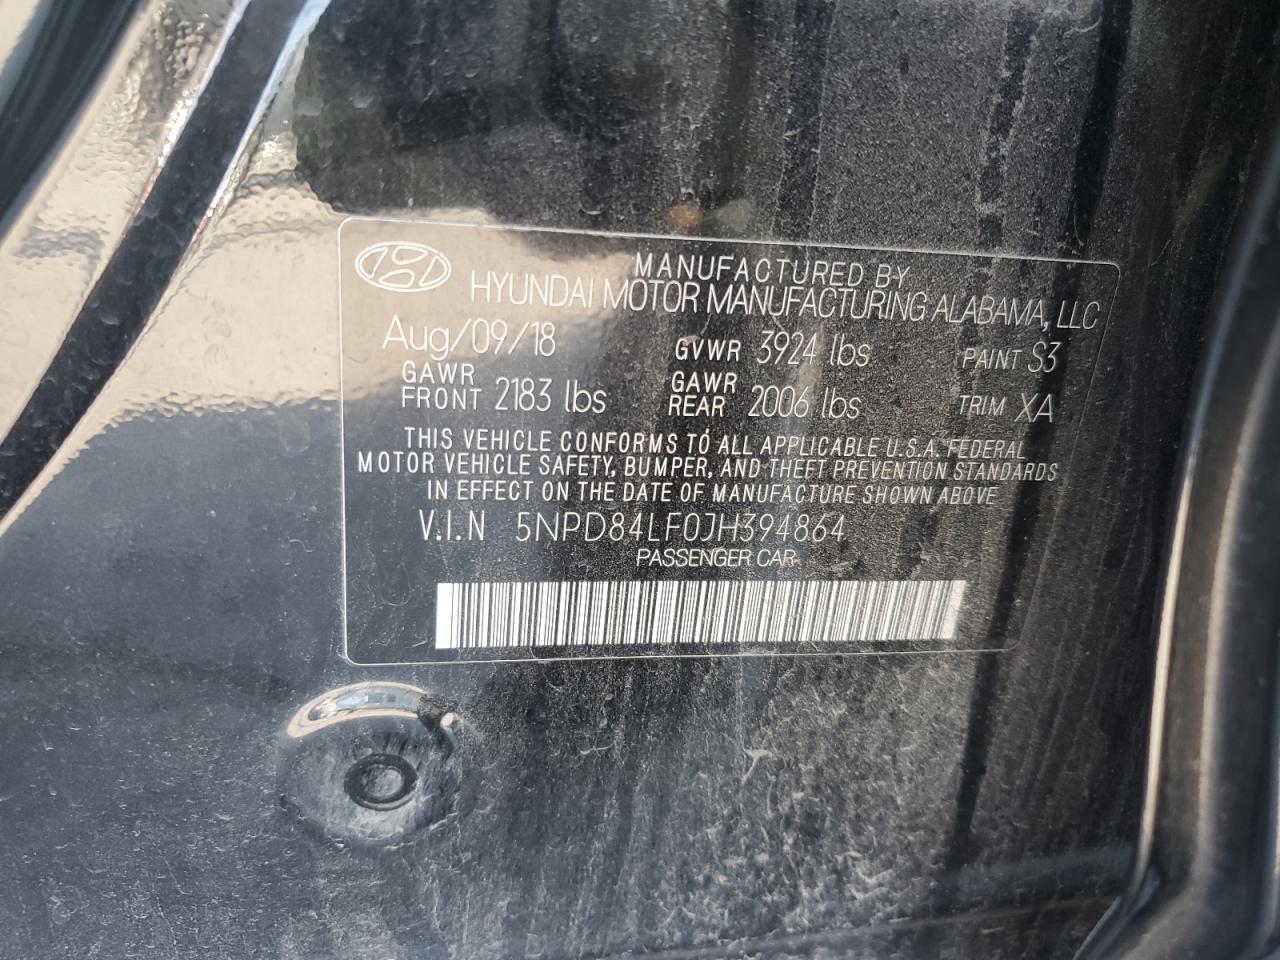 MANUFACTURED BY
HYUNDAI MOTOR MANUFACTURING ALABAMA, LLC
Aug/09/18 GVWR 3924 lbs PAINT S3
GAWR FRONT 2183 lbs GAWR REAR 2006 lbs TRIM XA
THIS VEHICLE CONFORMS TO ALL APPLICABLE U.S.A. FEDERAL
MOTOR VEHICLE SAFETY, BUMPER, AND THEFT PREVENTION STANDARDS
IN EFFECT ON THE DATE OF MANUFACTURE SHOWN ABOVE
V.I.N 5NPD84LF0JH394864
PASSENGER CAR